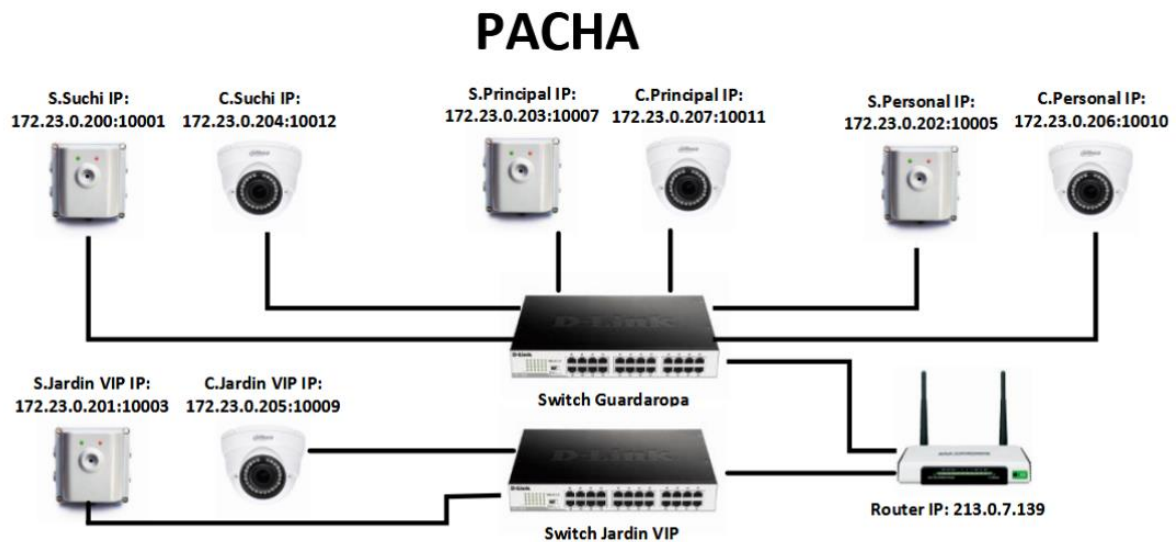 PACHA
S.Suchi IP:
172.23.0.200:10001
C.Suchi IP:
172.23.0.204:10012
S.Principal IP:
172.23.0.203:10007
C.Principal IP:
172.23.0.207:10011
S.Personal IP:
172.23.0.202:10005
C.Personal IP:
172.23.0.206:10010
D-Link
D-Link
Switch Guardaropa
S.Jardin VIP IP:
172.23.0.201:10003
C.Jardin VIP IP:
172.23.0.205:10009
D-Link
D-Link
Switch Jardin VIP
Router IP: 213.0.7.139